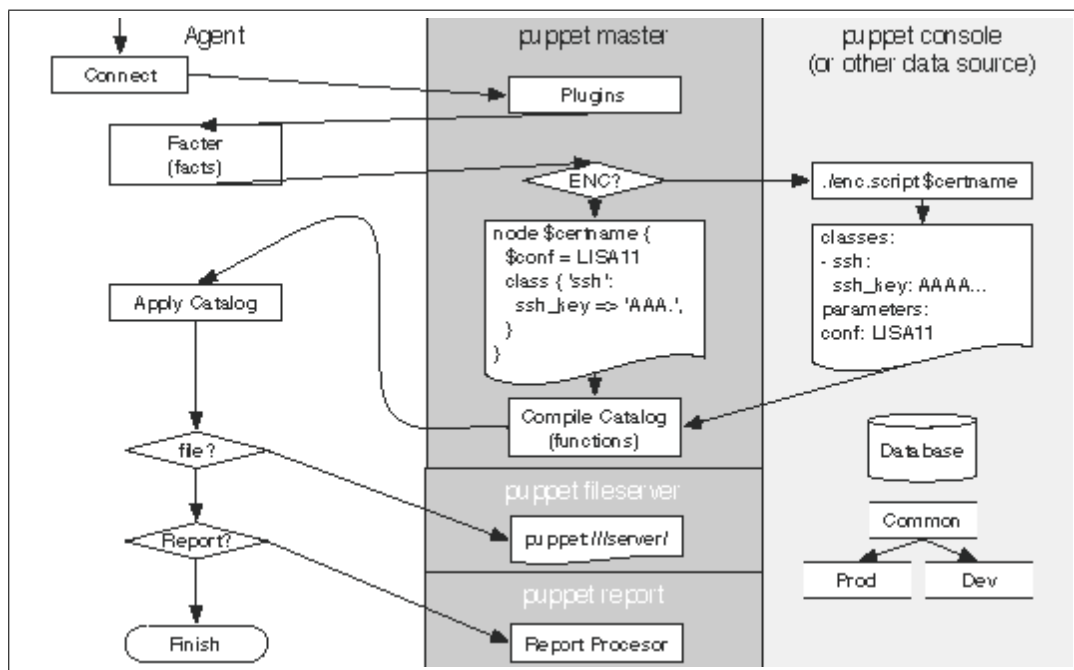 Agent
puppet master
puppet console
(or other data source)
Connect
Plugins
Facter
(facts)
ENC?
./enc.script $certname
node $certname {
$conf = LISA11
class { 'ssh':
ssh_key => 'AAA.',
}
}
classes:
- ssh:
ssh_key: AAAA...
parameters:
conf: LISA11
Apply Catalog
Compile Catalog
(functions)
file?
Database
puppet fileserver
puppet:///server/
Common
Prod
Dev
Report?
puppet report
Report Procesor
Finish